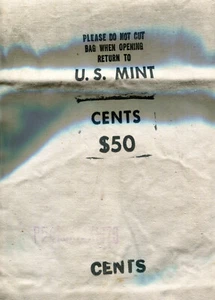 PLEASE DO NOT CUT
BAG WHEN OPENING
RETURN TO
U. S. MINT
CENTS
$50
CENTS